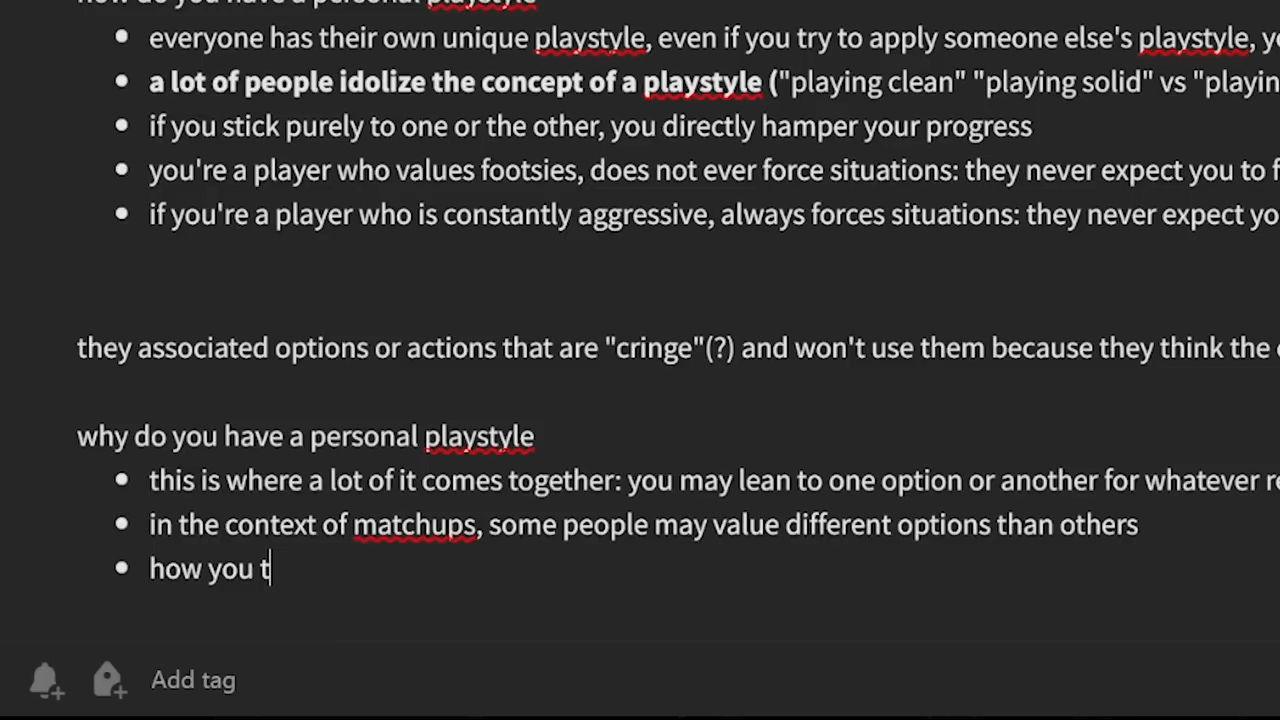 how do you have a personal playstyle
everyone has their own unique playstyle, even if you try to apply someone else's playstyle,
a lot of people idolize the concept of a playstyle ("playing clean" "playing solid" vs "playin
if you stick purely to one or the other, you directly hamper your progress
you're a player who values footsies, does not ever force situations: they never expect you to f
if you're a player who is constantly aggressive, always forces situations: they never expect yo
they associated options or actions that are "cringe"(?) and won't use them because they think the
why do you have a personal playstyle
this is where a lot of it comes together: you may lean to one option or another for whatever re
in the context of matchups, some people may value different options than others
how you t
Add tag